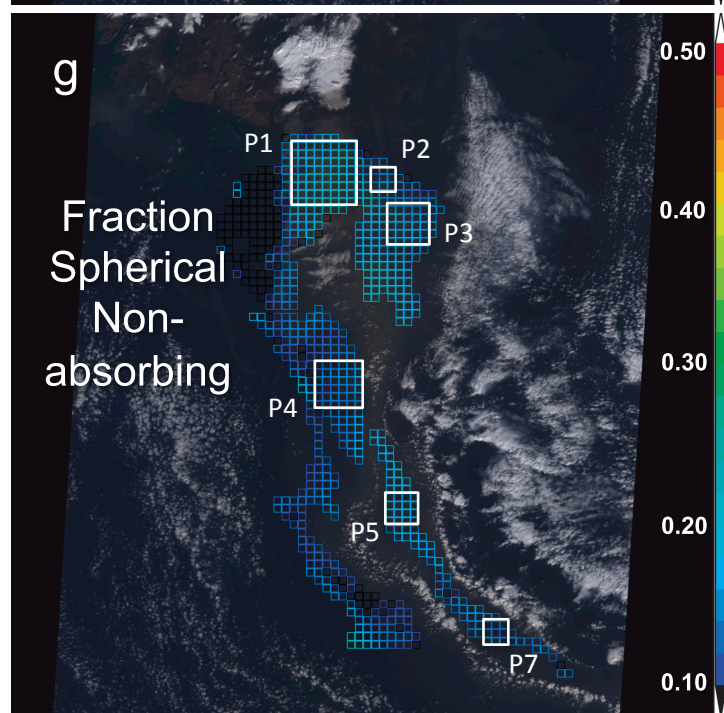 g
0.50
P1
P2
Fraction
Spherical
Non-
absorbing
0.40
P3
0.30
P4
0.20
P5
P7
0.10